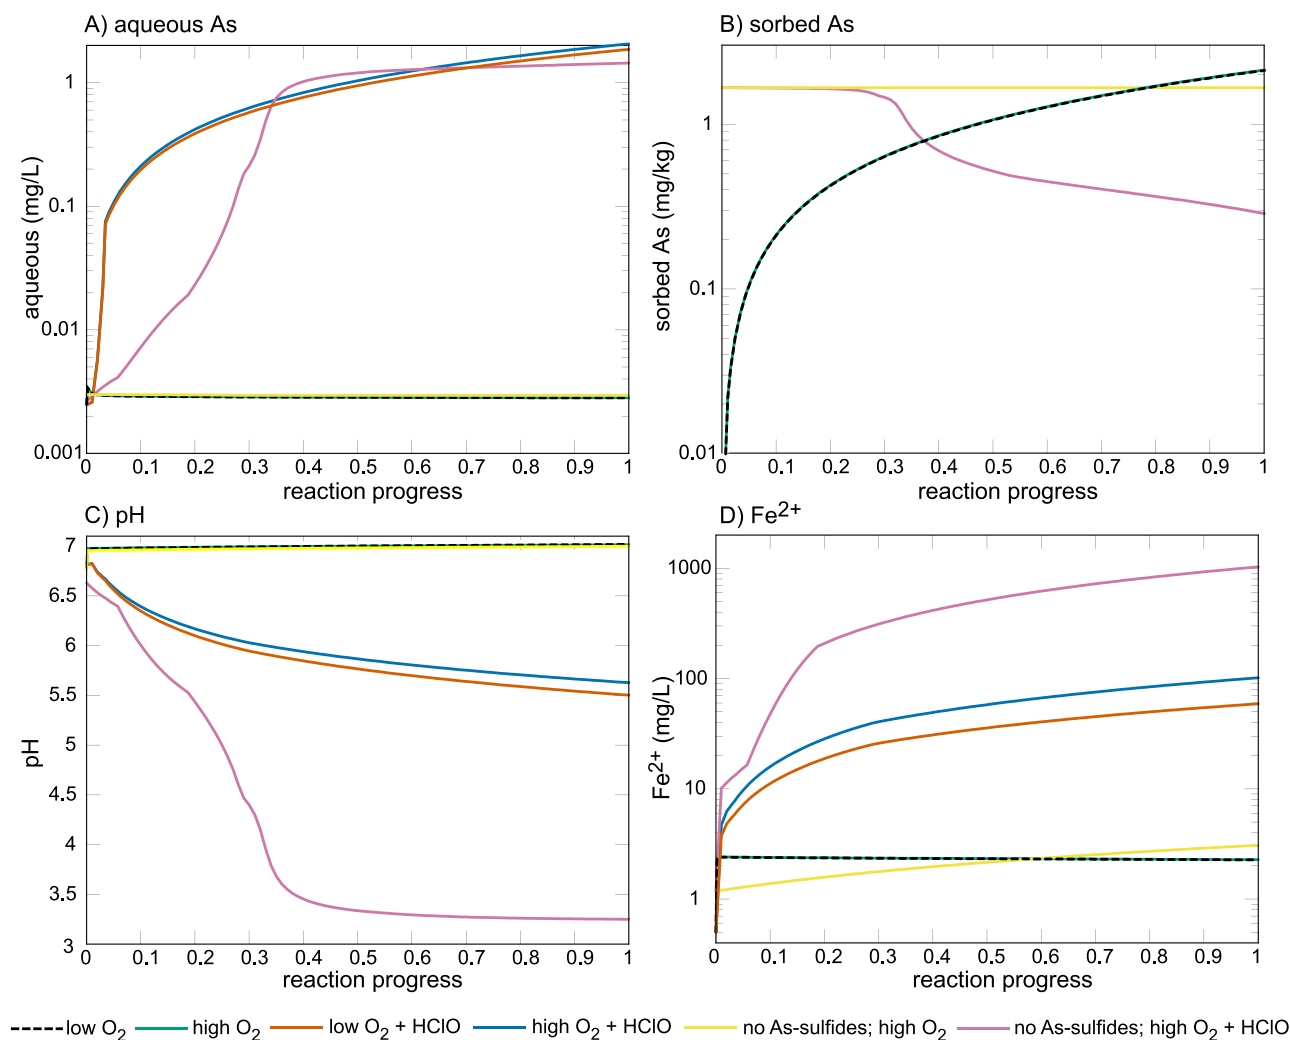 A) aqueous As
B) sorbed As
aqueous (mg/L)
1
0.1
0.01
0.001
0 0.1 0.2 0.3 0.4 0.5 0.6 0.7 0.8 0.9 1
reaction progress
sorbed As (mg/kg)
1
0.1
0.01
0 0.1 0.2 0.3 0.4 0.5 0.6 0.7 0.8 0.9 1
reaction progress
C) pH
D) Fe²⁺
pH
7
6.5
6
5.5
5
4.5
4
3.5
3
0 0.1 0.2 0.3 0.4 0.5 0.6 0.7 0.8 0.9 1
reaction progress
Fe²⁺ (mg/L)
1000
100
10
1
0 0.1 0.2 0.3 0.4 0.5 0.6 0.7 0.8 0.9 1
reaction progress
low O₂ high O₂ low O₂ + HClO high O₂ + HClO no As-sulfides; high O₂ no As-sulfides; high O₂ + HClO